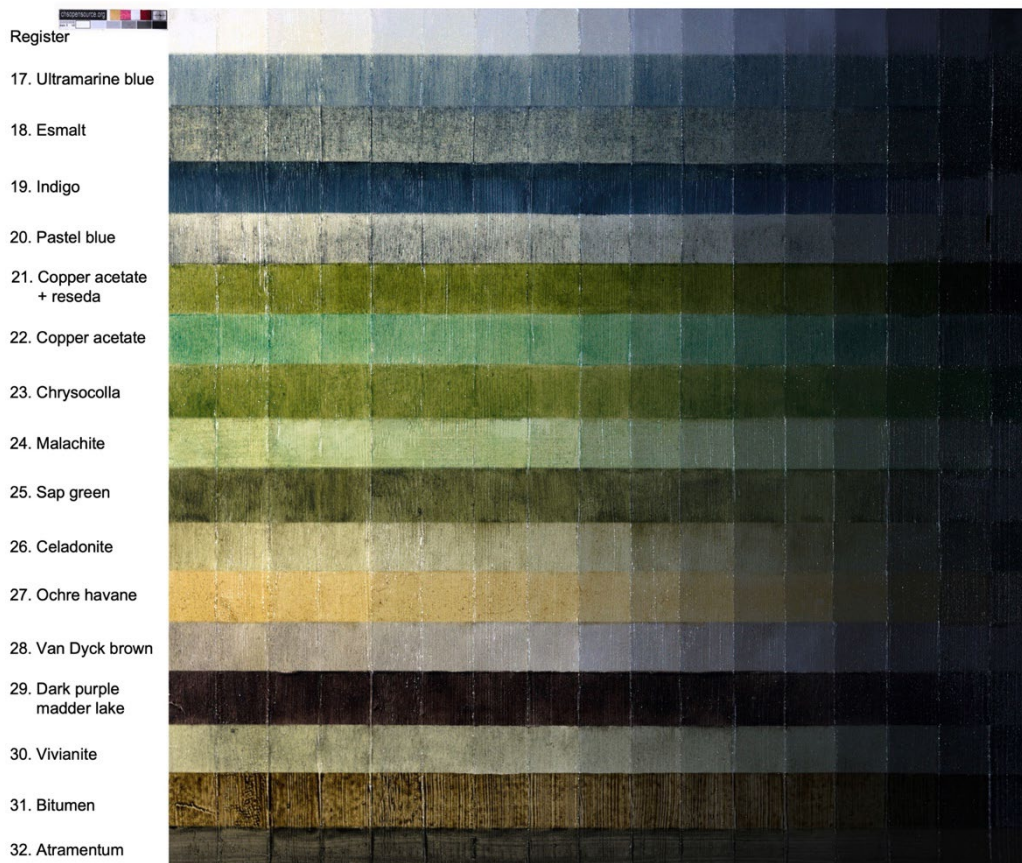 chsopensource.org
Register
17. Ultramarine blue
18. Esmalt
19. Indigo
20. Pastel blue
21. Copper acetate
+ reseda
22. Copper acetate
23. Chrysocolla
24. Malachite
25. Sap green
26. Celadonite
27. Ochre havane
28. Van Dyck brown
29. Dark purple
madder lake
30. Vivianite
31. Bitumen
32. Atramentum